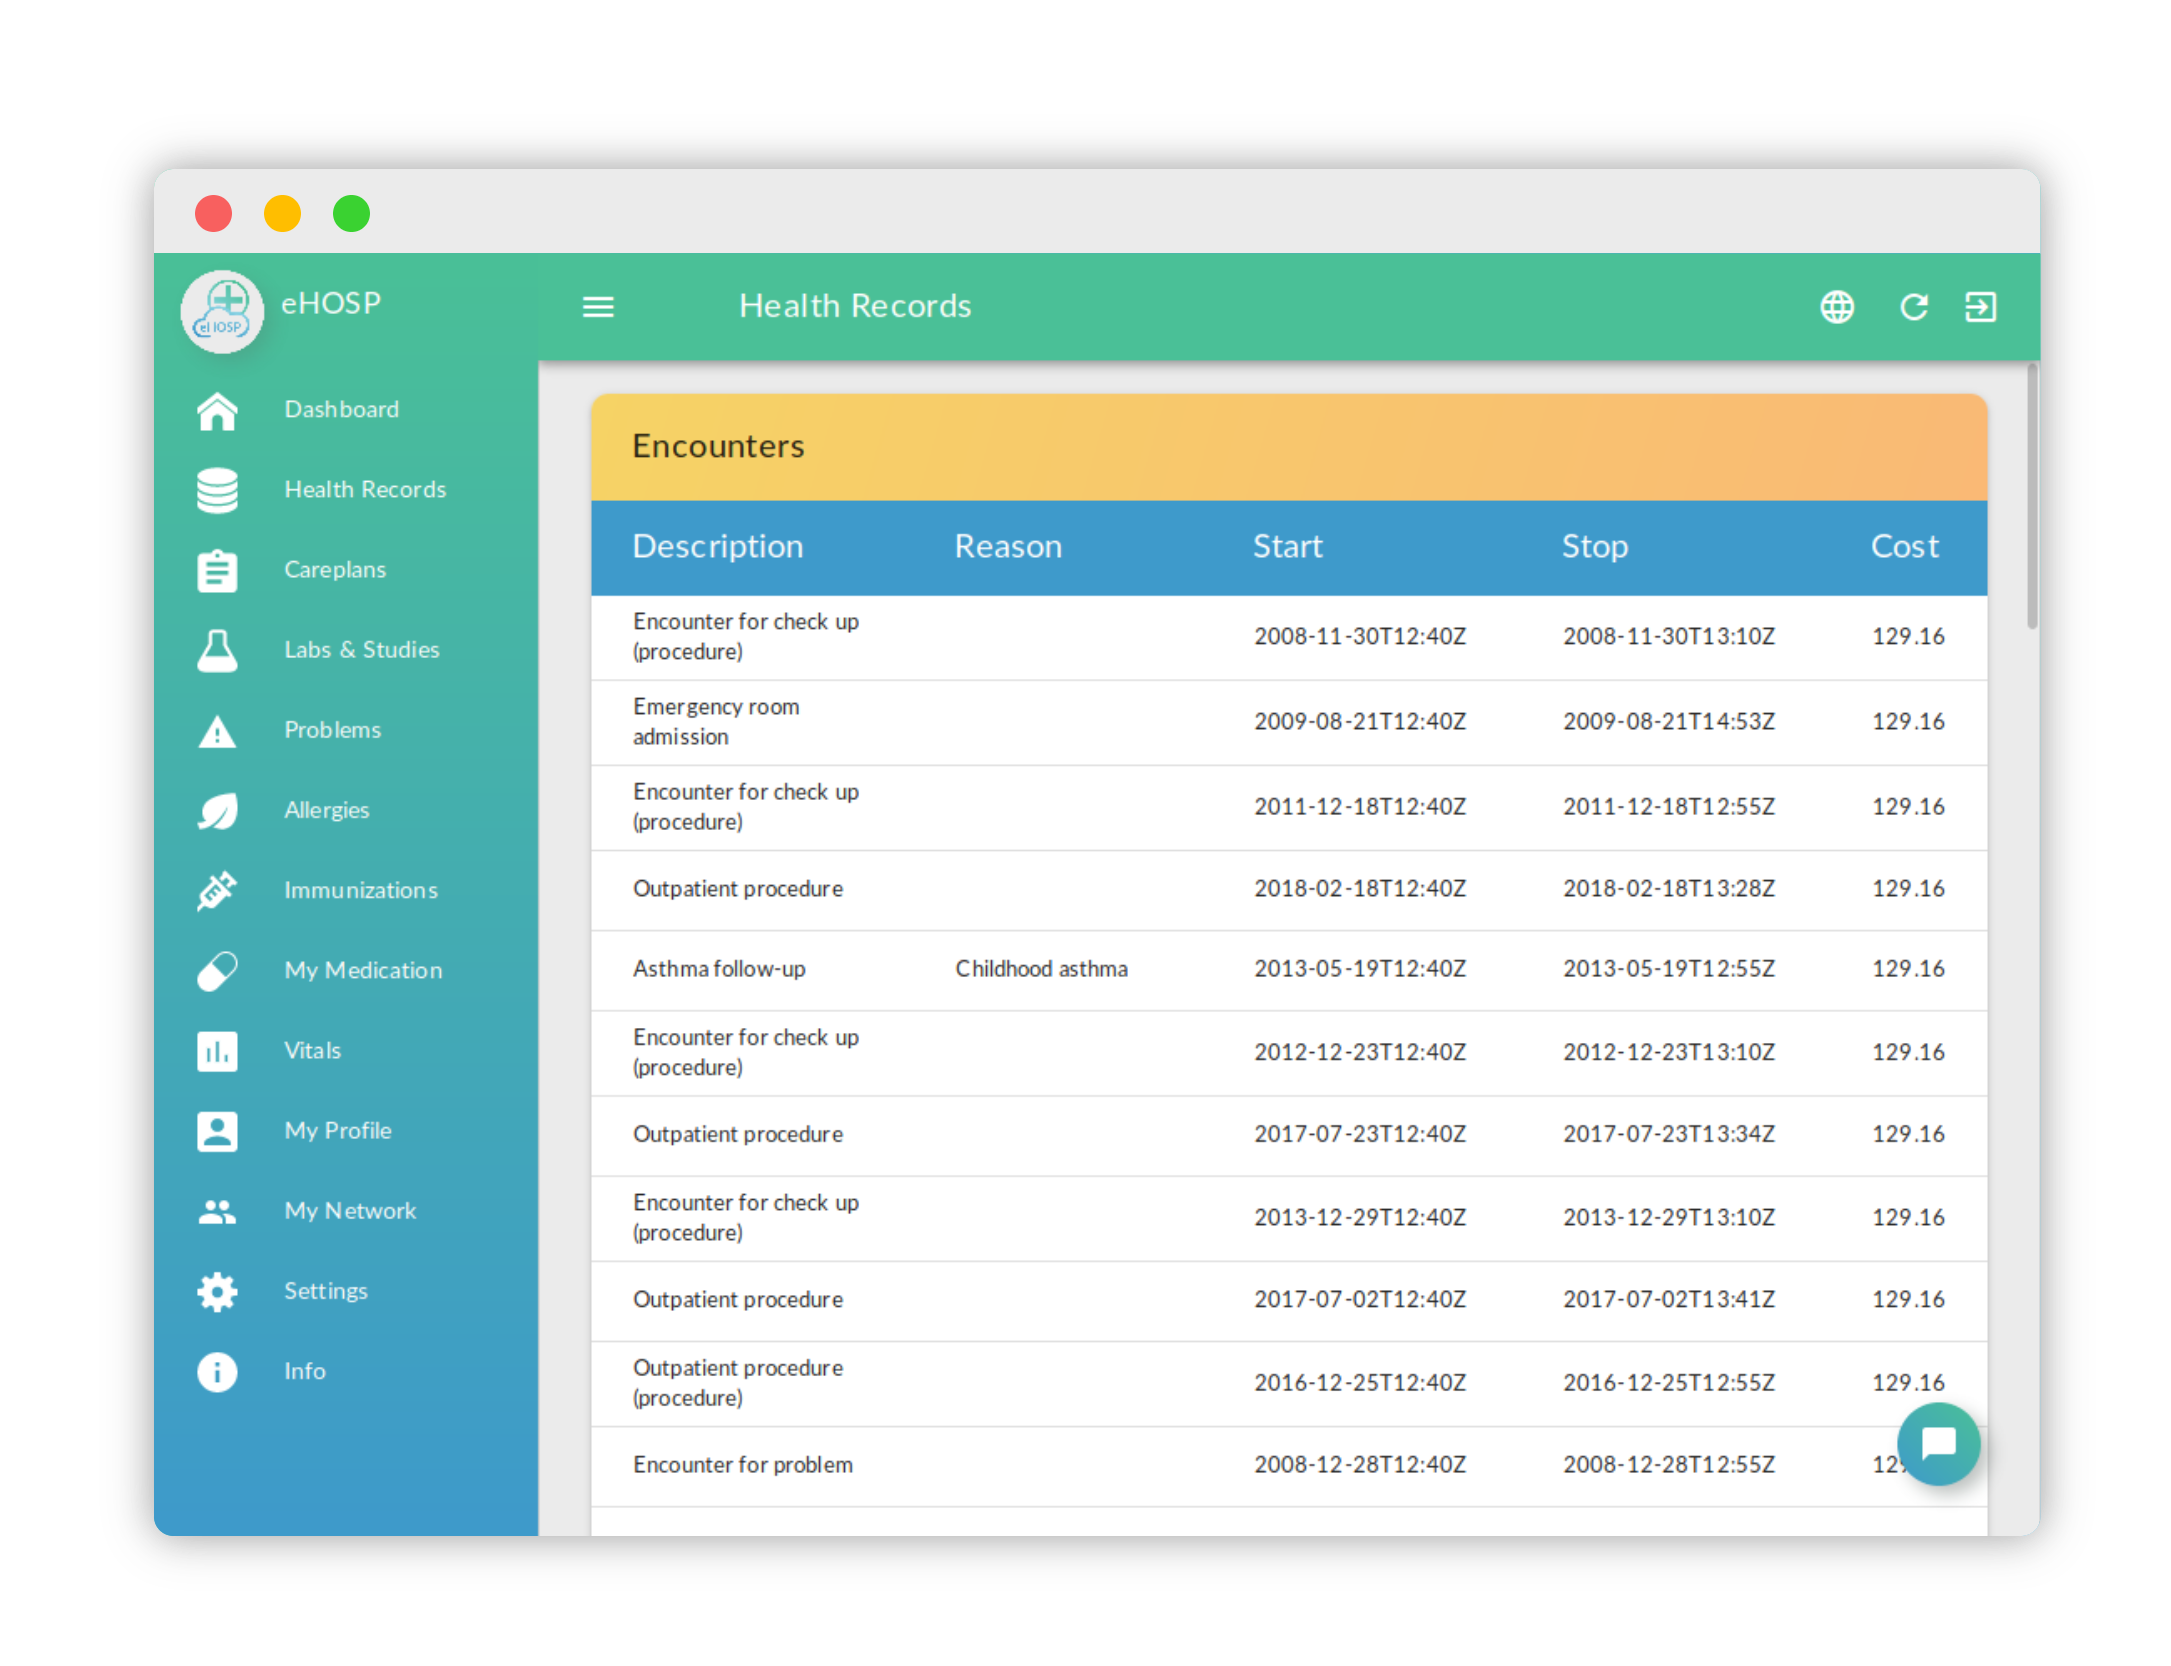 eHOSP
eHOSP
Health Records
Dashboard
Health Records
Careplans
Labs & Studies
Problems
Allergies
Immunizations
My Medication
Vitals
My Profile
My Network
Settings
Info
Encounters
Description Reason Start Stop Cost
Encounter for check up
(procedure)
2008-11-30T12:40Z 2008-11-30T13:10Z 129.16
Emergency room
admission
2009-08-21T12:40Z 2009-08-21T14:53Z 129.16
Encounter for check up
(procedure)
2011-12-18T12:40Z 2011-12-18T12:55Z 129.16
Outpatient procedure 2018-02-18T12:40Z 2018-02-18T13:28Z 129.16
Asthma follow-up Childhood asthma 2013-05-19T12:40Z 2013-05-19T12:55Z 129.16
Encounter for check up
(procedure)
2012-12-23T12:40Z 2012-12-23T13:10Z 129.16
Outpatient procedure 2017-07-23T12:40Z 2017-07-23T13:34Z 129.16
Encounter for check up
(procedure)
2013-12-29T12:40Z 2013-12-29T13:10Z 129.16
Outpatient procedure 2017-07-02T12:40Z 2017-07-02T13:41Z 129.16
Outpatient procedure
(procedure)
2016-12-25T12:40Z 2016-12-25T12:55Z 129.16
Encounter for problem 2008-12-28T12:40Z 2008-12-28T12:55Z